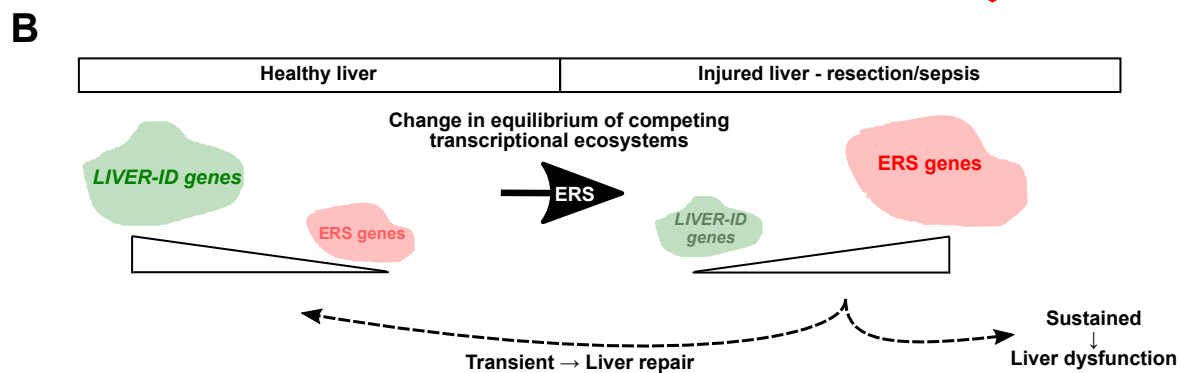 B
Healthy liver
Injured liver - resection/sepsis
Change in equilibrium of competing
transcriptional ecosystems
LIVER-ID genes
ERS genes
ERS
LIVER-ID
genes
ERS genes
Transient → Liver repair
Sustained
↓
Liver dysfunction